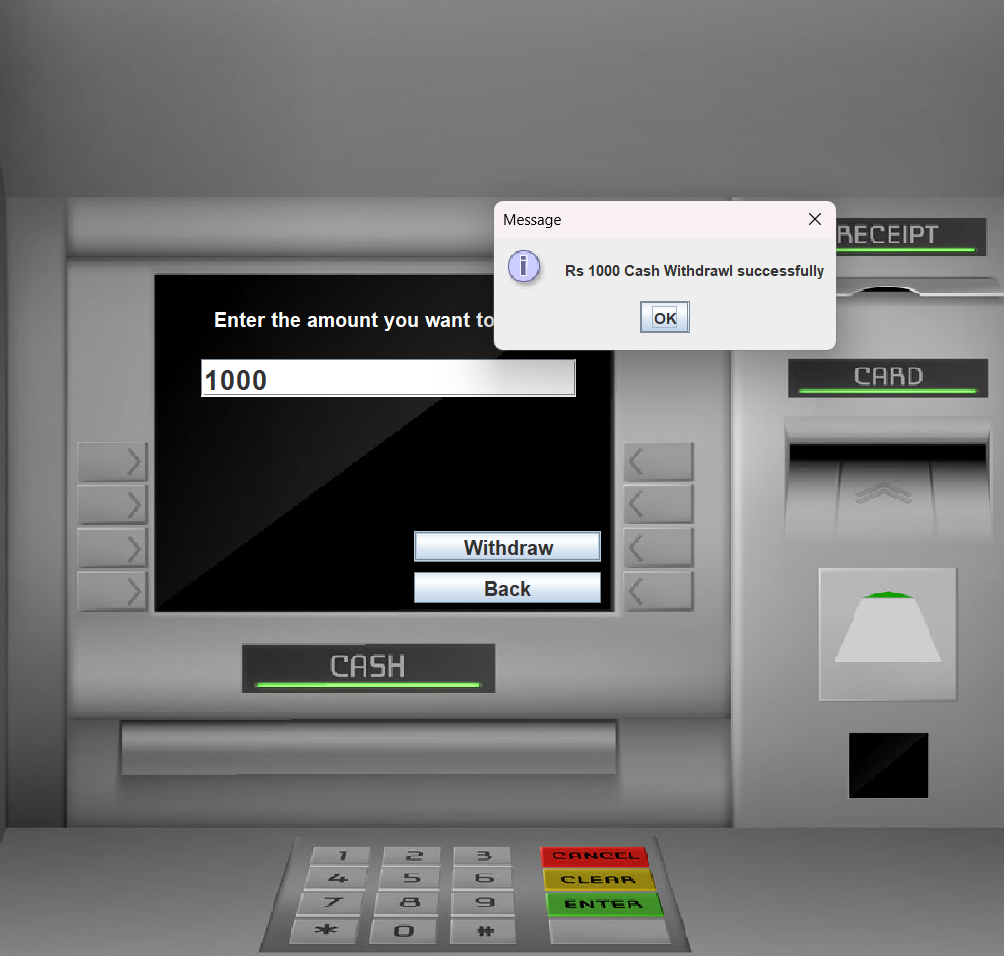 Message
RECEIPT
Rs 1000 Cash Withdrawl successfully
OK
Enter the amount you want to
1000
CARD
Withdraw
Back
CASH
1 2 3 CANCEL
4 5 6 CLEAR
7 8 9 ENTER
* 0 #